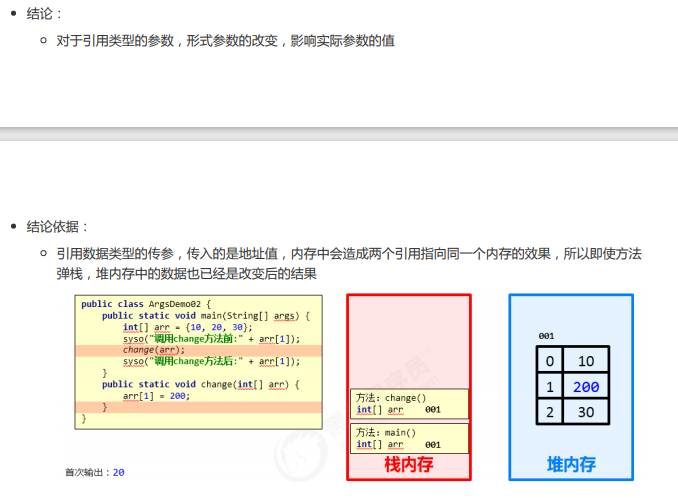 结论：
对于引用类型的参数，形式参数的改变，影响实际参数的值
结论依据：
引用数据类型的传参，传入的是地址值，内存中会造成两个引用指向同一个内存的效果，所以即使方法
弹栈，堆内存中的数据也已经是改变后的结果
public class ArgsDemo02 {
public static void main(String[] args) {
int[] arr = {10, 20, 30};
syso("调用change方法前:" + arr[1]);
change(arr);
syso("调用change方法后:" + arr[1]);
}
public static void change(int[] arr) {
arr[1] = 200;
}
}
首次输出：20
方法：change()
int[] arr 001
方法：main()
int[] arr 001
栈内存
001
0 10
1 200
2 30
堆内存